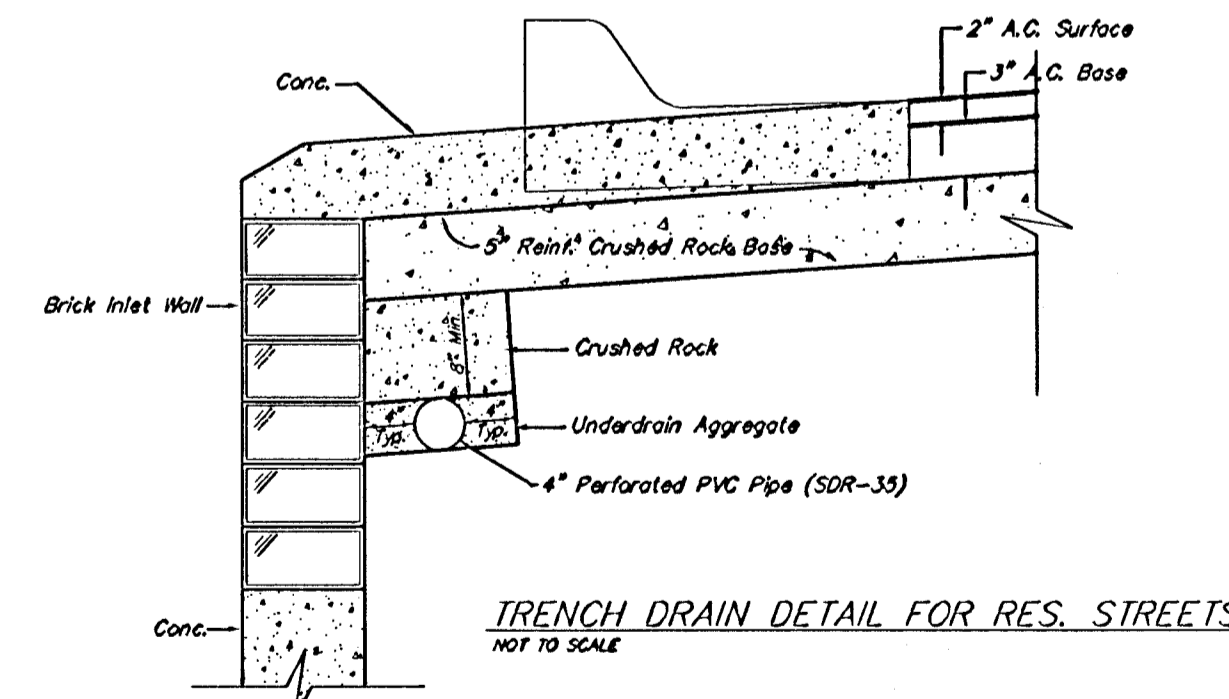 2" A.C. Surface
3" A.C. Base
Conc.
5" Reinf. Crushed Rock Base
Brick Inlet Wall
8" Min.
Crushed Rock
4" 4"
Typ. Typ.
Underdrain Aggregate
4" Perforated PVC Pipe (SDR-35)
Conc.
TRENCH DRAIN DETAIL FOR RES. STREETS
NOT TO SCALE